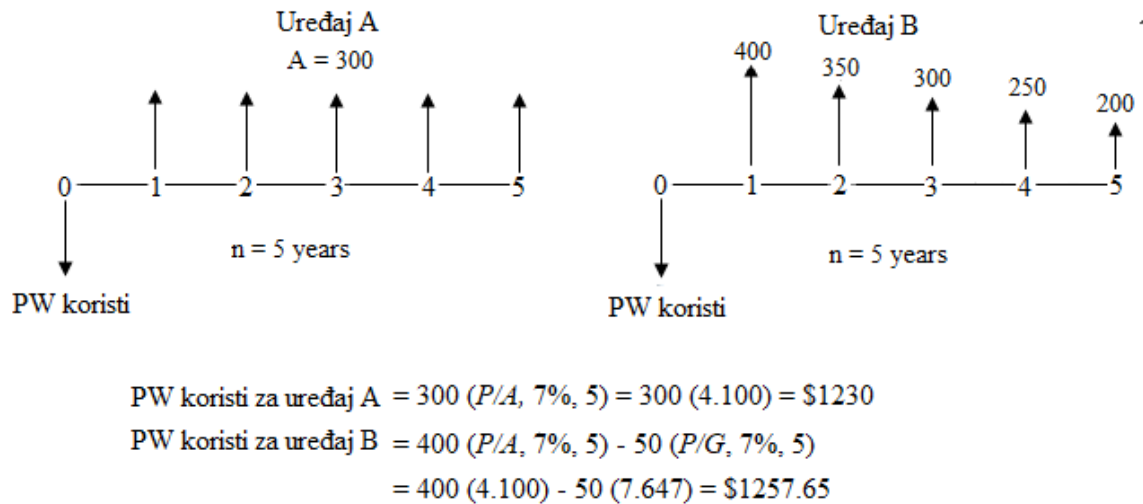 Uređaj A
A = 300
0 1 2 3 4 5
n = 5 years
PW koristi
Uređaj B
400 350 300 250 200
0 1 2 3 4 5
n = 5 years
PW koristi
PW koristi za uređaj A = 300 (P/A, 7%, 5) = 300 (4.100) = $1230
PW koristi za uređaj B = 400 (P/A, 7%, 5) - 50 (P/G, 7%, 5)
= 400 (4.100) - 50 (7.647) = $1257.65